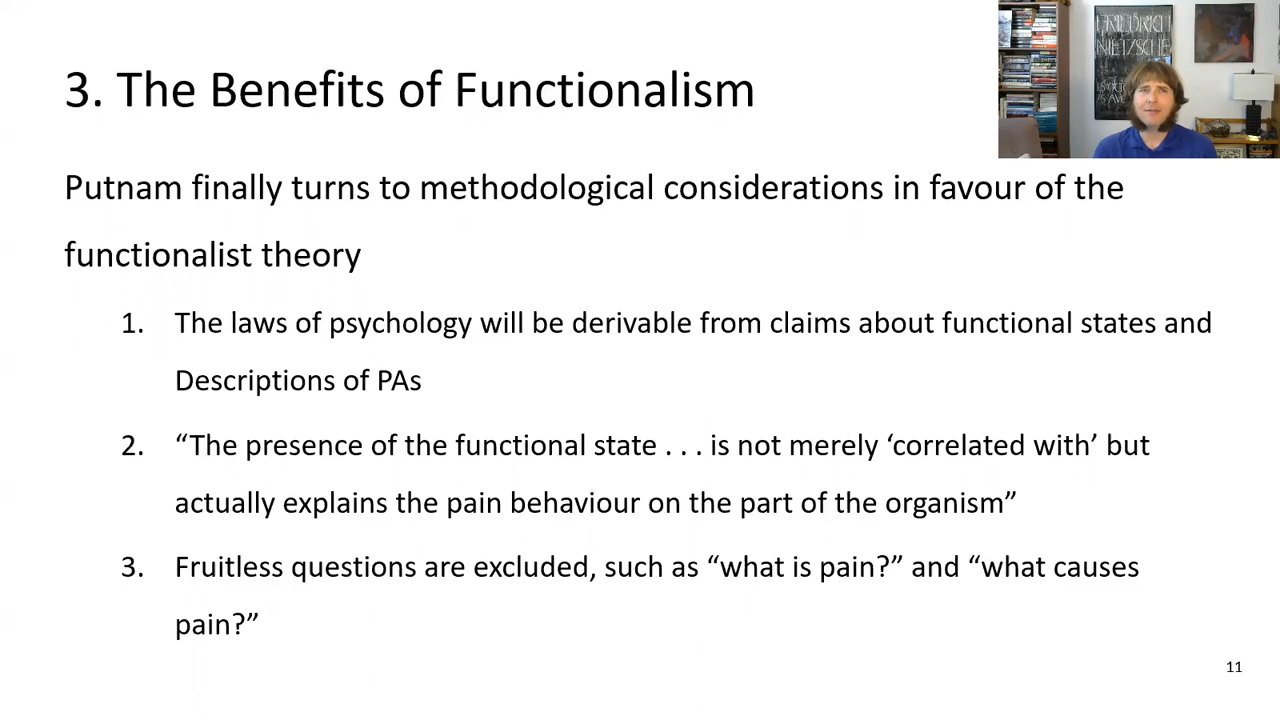 3. The Benefits of Functionalism
FRIEDRICH
NIETZSCHE
Putnam finally turns to methodological considerations in favour of the
functionalist theory
1. The laws of psychology will be derivable from claims about functional states and
Descriptions of PAs
2. “The presence of the functional state . . . is not merely ‘correlated with’ but
actually explains the pain behaviour on the part of the organism”
3. Fruitless questions are excluded, such as “what is pain?” and “what causes
pain?”
11